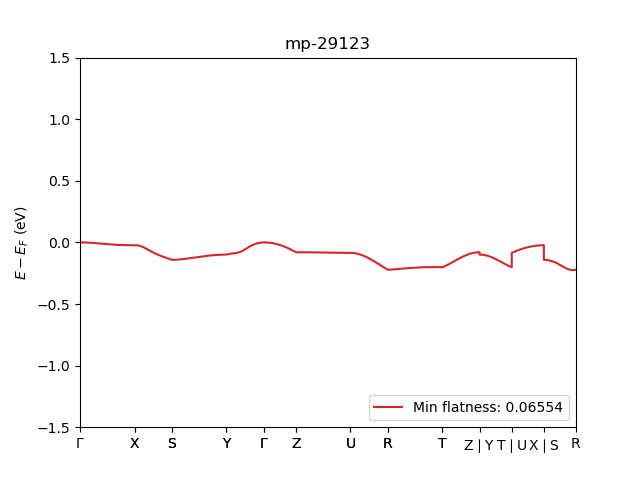 mp-29123
E − E_F (eV)
1.5
1.0
0.5
0.0
−0.5
−1.0
−1.5
Min flatness: 0.06554
Γ X S Y Γ Z U R T Z | Y T | U X | S R